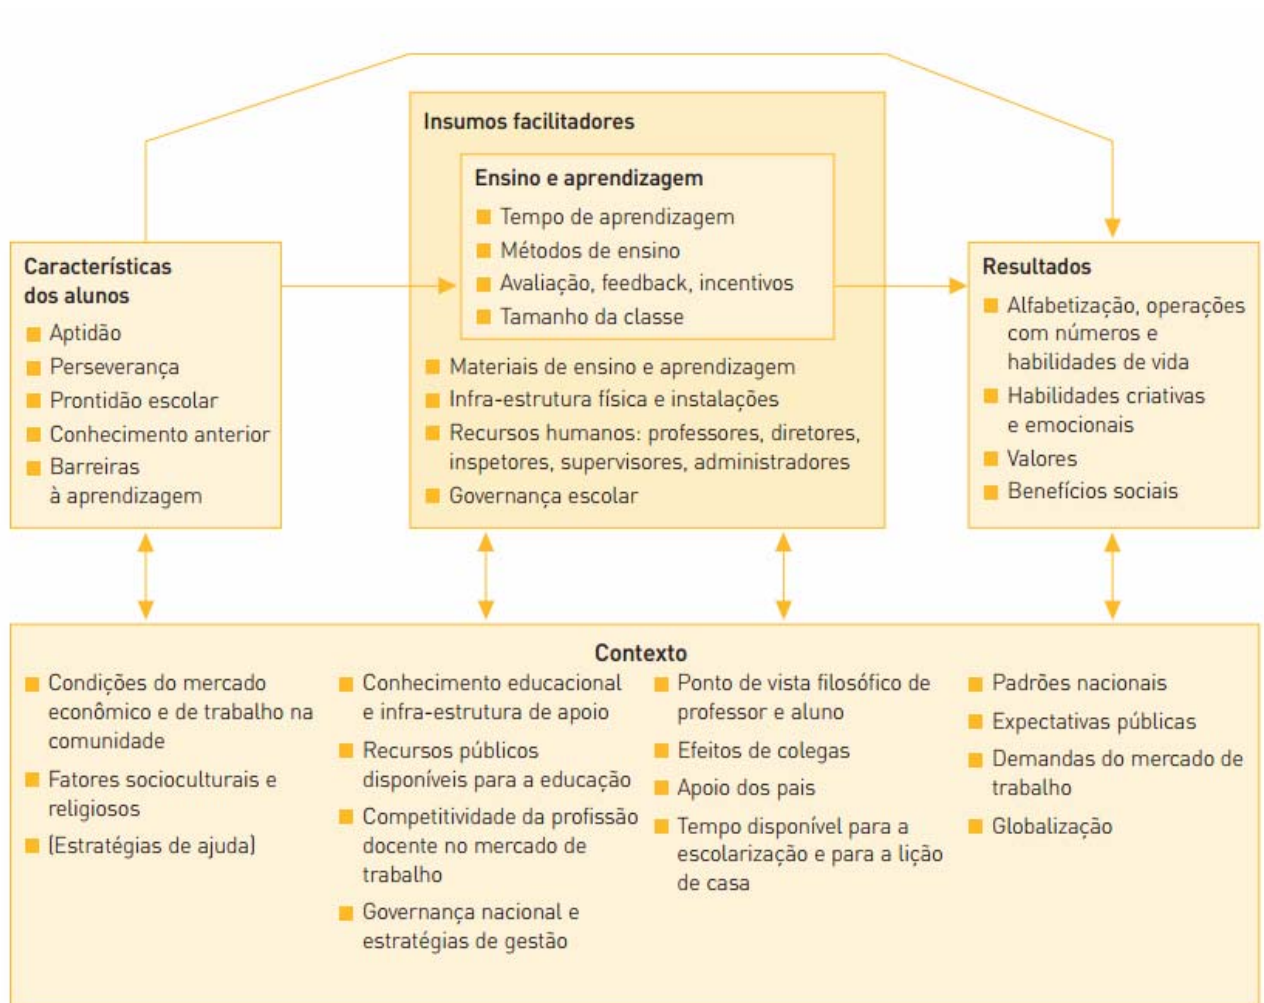 Insumos facilitadores
Ensino e aprendizagem
Tempo de aprendizagem
Métodos de ensino
Avaliação, feedback, incentivos
Tamanho da classe
Materiais de ensino e aprendizagem
Infra-estrutura física e instalações
Recursos humanos: professores, diretores,
inspetores, supervisores, administradores
Governança escolar
Características
dos alunos
Aptidão
Perseverança
Prontidão escolar
Conhecimento anterior
Barreiras
à aprendizagem
Resultados
Alfabetização, operações
com números e
habilidades de vida
Habilidades criativas
e emocionais
Valores
Benefícios sociais
Contexto
Condições do mercado
econômico e de trabalho na
comunidade
Fatores socioculturais e
religiosos
(Estratégias de ajuda)
Conhecimento educacional
e infra-estrutura de apoio
Recursos públicos
disponíveis para a educação
Competitividade da profissão
docente no mercado de
trabalho
Governança nacional e
estratégias de gestão
Ponto de vista filosófico de
professor e aluno
Efeitos de colegas
Apoio dos pais
Tempo disponível para a
escolarização e para a lição
de casa
Padrões nacionais
Expectativas públicas
Demandas do mercado de
trabalho
Globalização